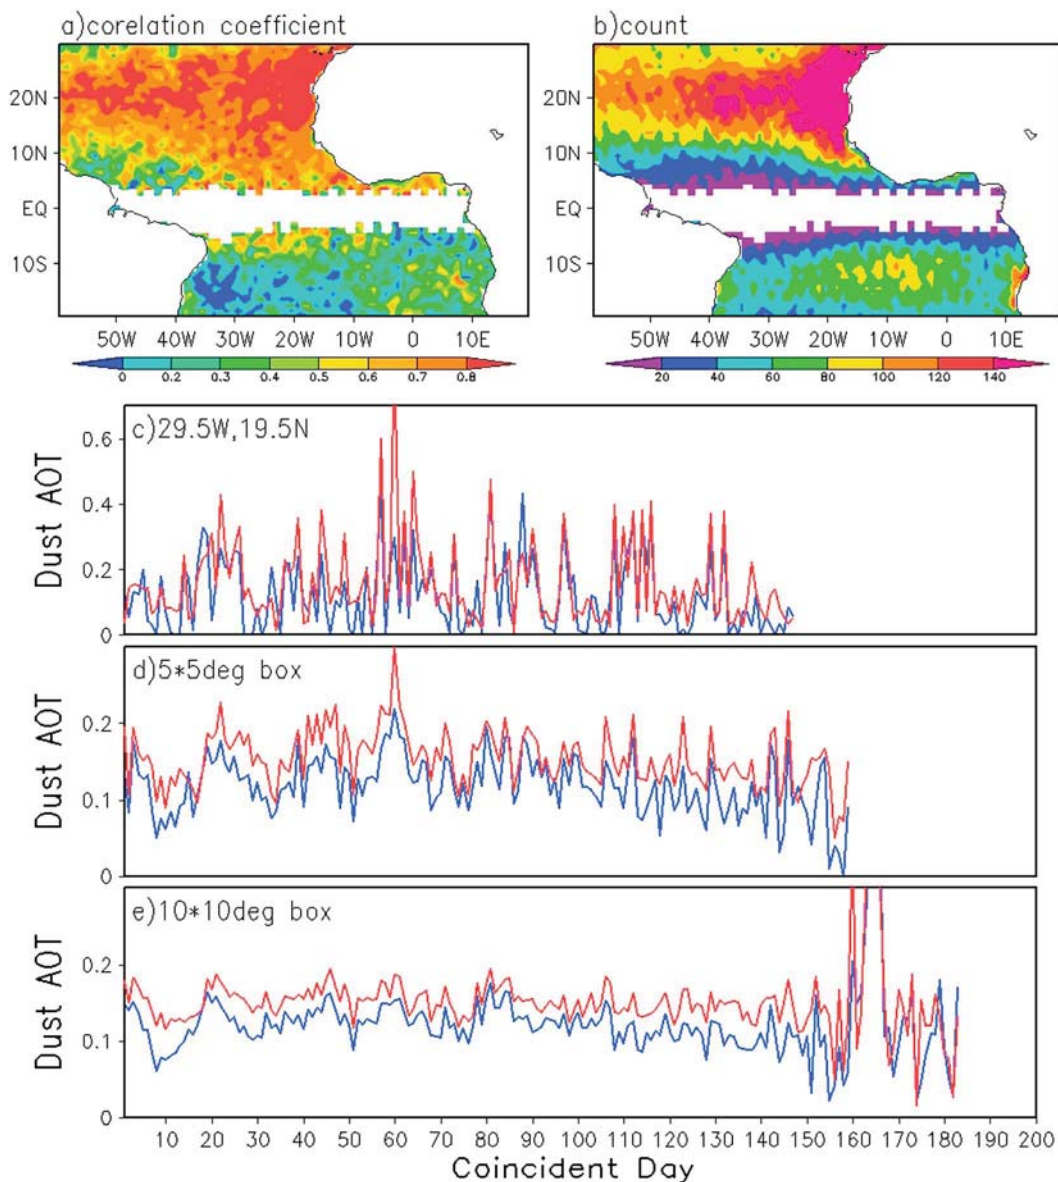 a)corelation coefficient
b)count
20N
10N
EQ
10S
20N
10N
EQ
10S
50W 40W 30W 20W 10W 0 10E
50W 40W 30W 20W 10W 0 10E
0 0.2 0.3 0.4 0.5 0.6 0.7 0.8
20 40 60 80 100 120 140
c)29.5W,19.5N
Dust AOT
0.6
0.4
0.2
0
d)5*5deg box
Dust AOT
0.2
0.1
0
e)10*10deg box
Dust AOT
0.2
0.1
0
10 20 30 40 50 60 70 80 90 100 110 120 130 140 150 160 170 180 190 200
Coincident Day